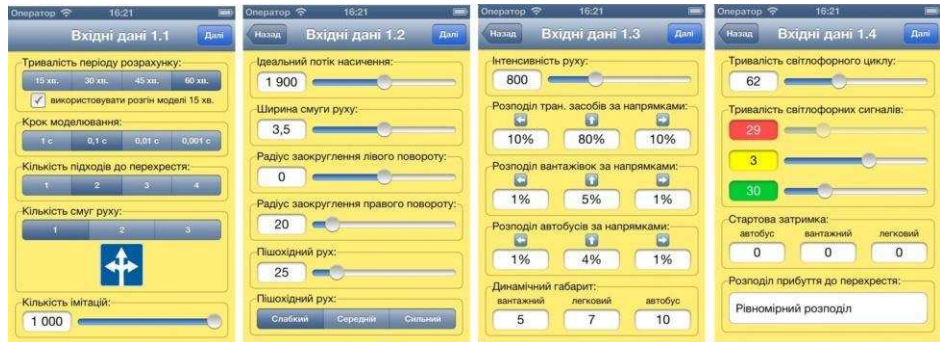 Оператор 16:21
Вхідні дані 1.1 Далі
Тривалість періоду розрахунку:
15 хв. 30 хв. 45 хв. 60 хв.
використовувати розгін моделі 15 хв.
Крок моделювання:
1 с 0,1 с 0,01 с 0,001 с
Кількість підходів до перехрестя:
1 2 3 4
Кількість смуг руху:
1 2 3
Кількість імітацій:
1 000
Оператор 16:21
Назад Вхідні дані 1.2 Далі
Ідеальний потік насичення:
1 900
Ширина смуги руху:
3,5
Радіус заокруглення лівого повороту:
0
Радіус заокруглення правого повороту:
20
Пішохідний рух:
25
Пішохідний рух:
Слабкий Середній Сильний
Оператор 16:21
Назад Вхідні дані 1.3 Далі
Інтенсивність руху:
800
Розподіл тран. засобів за напрямками:
10% 80% 10%
Розподіл вантажівок за напрямками:
1% 5% 1%
Розподіл автобусів за напрямками:
1% 4% 1%
Динамічний габарит:
вантажний легковий автобус
5 7 10
Оператор 16:21
Назад Вхідні дані 1.4 Далі
Тривалість світлофорного циклу:
62
Тривалість світлофорних сигналів:
29
3
30
Стартова затримка:
автобус вантажний легковий
0 0 0
Розподіл прибуття до перехрестя:
Рівномірний розподіл